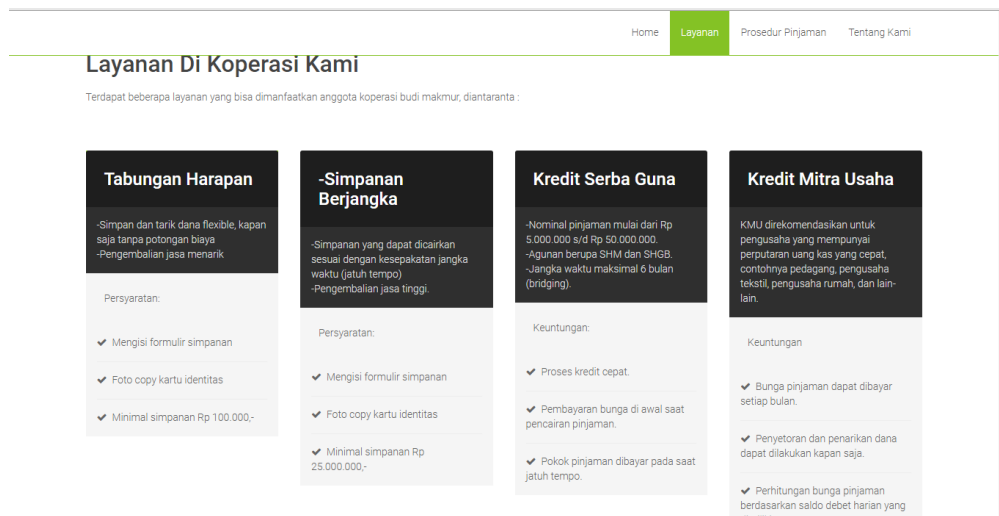 Home Layanan Prosedur Pinjaman Tentang Kami
Layanan Di Koperasi Kami
Terdapat beberapa layanan yang bisa dimanfaatkan anggota koperasi budi makmur, diantaranta :
Tabungan Harapan
-Simpan dan tarik dana flexible, kapan
saja tanpa potongan biaya
-Pengembalian jasa menarik
Persyaratan:
✔ Mengisi formulir simpanan
✔ Foto copy kartu identitas
✔ Minimal simpanan Rp 100.000,-
-Simpanan
Berjangka
-Simpanan yang dapat dicairkan
sesuai dengan kesepakatan jangka
waktu (jatuh tempo)
-Pengembalian jasa tinggi.
Persyaratan:
✔ Mengisi formulir simpanan
✔ Foto copy kartu identitas
✔ Minimal simpanan Rp
25.000.000,-
Kredit Serba Guna
-Nominal pinjaman mulai dari Rp
5.000.000 s/d Rp 50.000.000.
-Agunan berupa SHM dan SHGB.
-Jangka waktu maksimal 6 bulan
(bridging).
Keuntungan:
✔ Proses kredit cepat.
✔ Pembayaran bunga di awal saat
pencairan pinjaman.
✔ Pokok pinjaman dibayar pada saat
jatuh tempo.
Kredit Mitra Usaha
KMU direkomendasikan untuk
pengusaha yang mempunyai
perputaran uang kas yang cepat,
contohnya pedagang, pengusaha
tekstil, pengusaha rumah, dan lain-
lain.
Keuntungan
✔ Bunga pinjaman dapat dibayar
setiap bulan.
✔ Penyetoran dan penarikan dana
dapat dilakukan kapan saja.
✔ Perhitungan bunga pinjaman
berdasarkan saldo debet harian yang